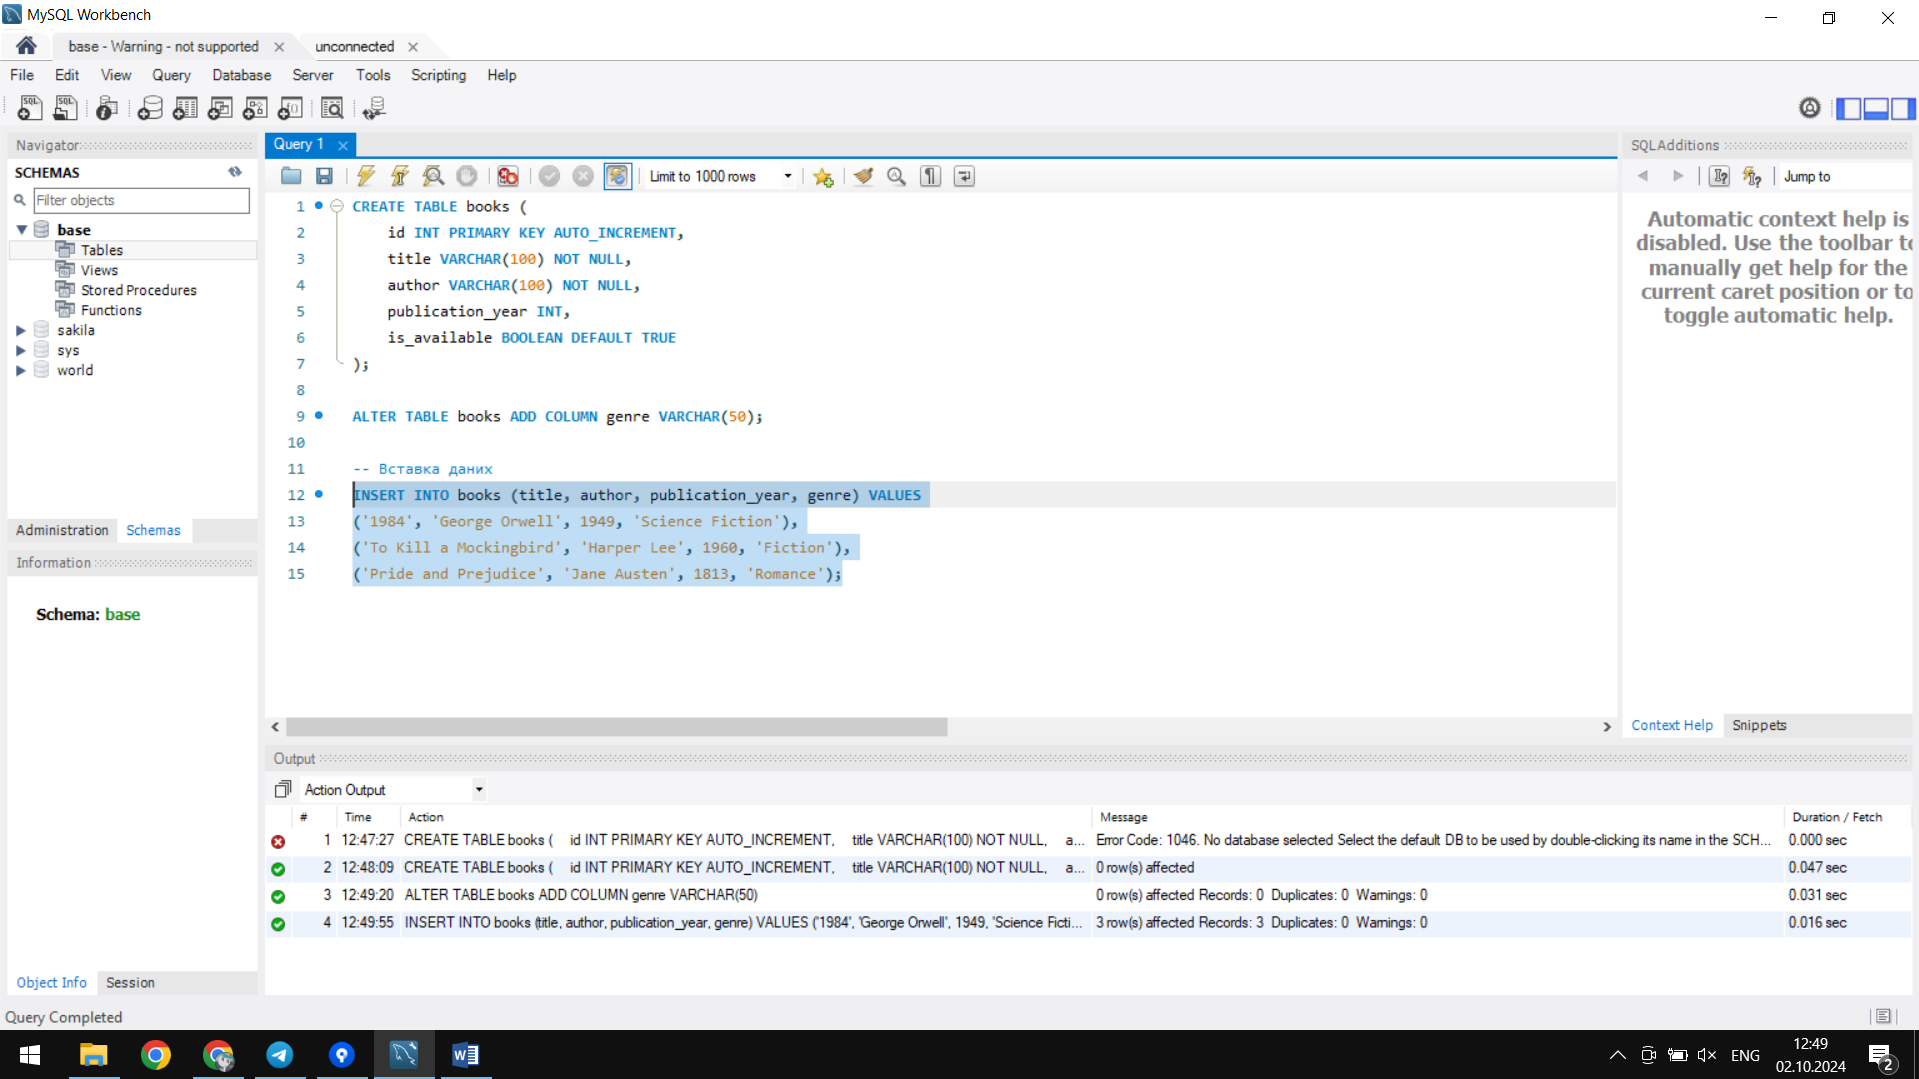 MySQL Workbench
base - Warning - not supported
unconnected
File Edit View Query Database Server Tools Scripting Help
Navigator
SCHEMAS
Filter objects
base
Tables
Views
Stored Procedures
Functions
sakila
sys
world
Administration Schemas
Information
Schema: base
Object Info Session
Query 1
Limit to 1000 rows
1 CREATE TABLE books (
2 id INT PRIMARY KEY AUTO_INCREMENT,
3 title VARCHAR(100) NOT NULL,
4 author VARCHAR(100) NOT NULL,
5 publication_year INT,
6 is_available BOOLEAN DEFAULT TRUE
7 );
8
9 ALTER TABLE books ADD COLUMN genre VARCHAR(50);
10
11 -- Вставка даних
12 INSERT INTO books (title, author, publication_year, genre) VALUES
13 ('1984', 'George Orwell', 1949, 'Science Fiction'),
14 ('To Kill a Mockingbird', 'Harper Lee', 1960, 'Fiction'),
15 ('Pride and Prejudice', 'Jane Austen', 1813, 'Romance');
SQLAdditions
Jump to
Automatic context help is
disabled. Use the toolbar to
manually get help for the
current caret position or to
toggle automatic help.
Context Help Snippets
Output
Action Output
# Time Action Message Duration / Fetch
1 12:47:27 CREATE TABLE books ( id INT PRIMARY KEY AUTO_INCREMENT, title VARCHAR(100) NOT NULL, a... Error Code: 1046. No database selected Select the default DB to be used by double-clicking its name in the SCH... 0.000 sec
2 12:48:09 CREATE TABLE books ( id INT PRIMARY KEY AUTO_INCREMENT, title VARCHAR(100) NOT NULL, a... 0 row(s) affected 0.047 sec
3 12:49:20 ALTER TABLE books ADD COLUMN genre VARCHAR(50) 0 row(s) affected Records: 0 Duplicates: 0 Warnings: 0 0.031 sec
4 12:49:55 INSERT INTO books (title, author, publication_year, genre) VALUES ('1984', 'George Orwell', 1949, 'Science Ficti... 3 row(s) affected Records: 3 Duplicates: 0 Warnings: 0 0.016 sec
Query Completed
ENG
12:49
02.10.2024
2